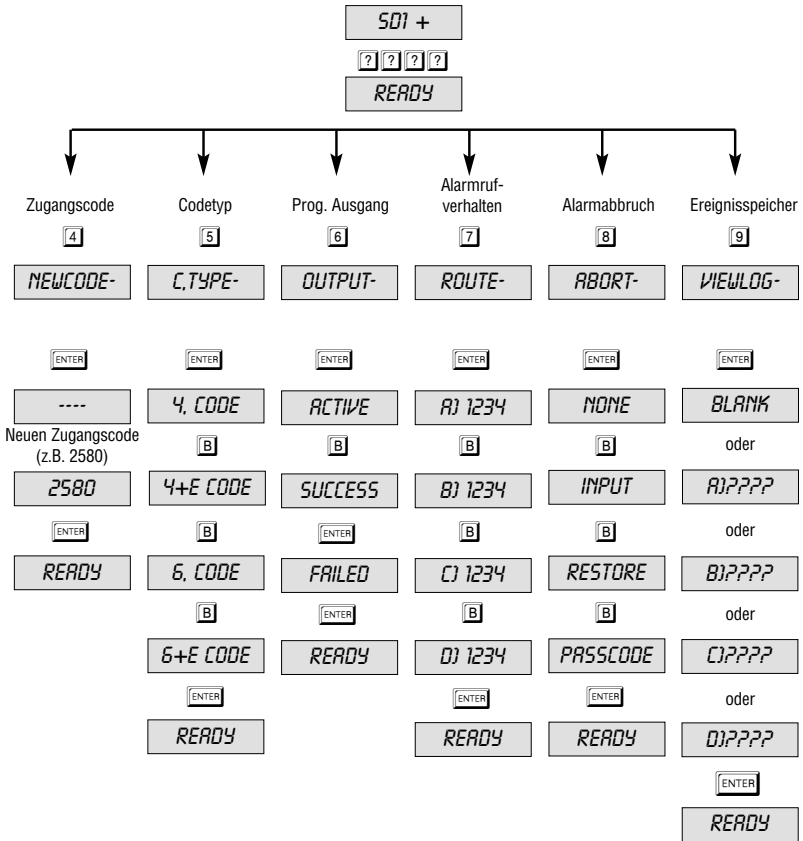 SD1 +
? ? ? ?
READY
Zugangscode
4
NEWCODE-
ENTER
----
Neuen Zugangscode
(z.B. 2580)
2580
ENTER
READY
Codetyp
5
C,TYPE-
ENTER
4, CODE
B
4+E CODE
B
6, CODE
B
6+E CODE
ENTER
READY
Prog. Ausgang
6
OUTPUT-
ENTER
ACTIVE
B
SUCCESS
ENTER
FAILED
ENTER
READY
Alarmruf-
verhalten
7
ROUTE-
ENTER
A) 1234
B
B) 1234
B
C) 1234
B
D) 1234
ENTER
READY
Alarmabbruch
8
ABORT-
ENTER
NONE
B
INPUT
B
RESTORE
B
PASSCODE
ENTER
READY
Ereignisspeicher
9
VIEWLOG-
ENTER
BLANK
oder
A)????
oder
B)????
oder
C)????
oder
D)????
ENTER
READY